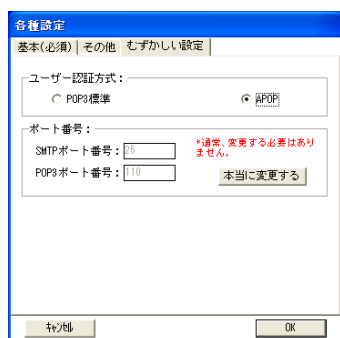 各種設定
基本(必須) その他 むずかしい設定
ユーザー認証方式：
POP3標準 APOP
ポート番号：
SMTPポート番号： 25
*通常、変更する必要はあり
ません。
POP3ポート番号： 110
本当に変更する
ｷｬﾝｾﾙ OK